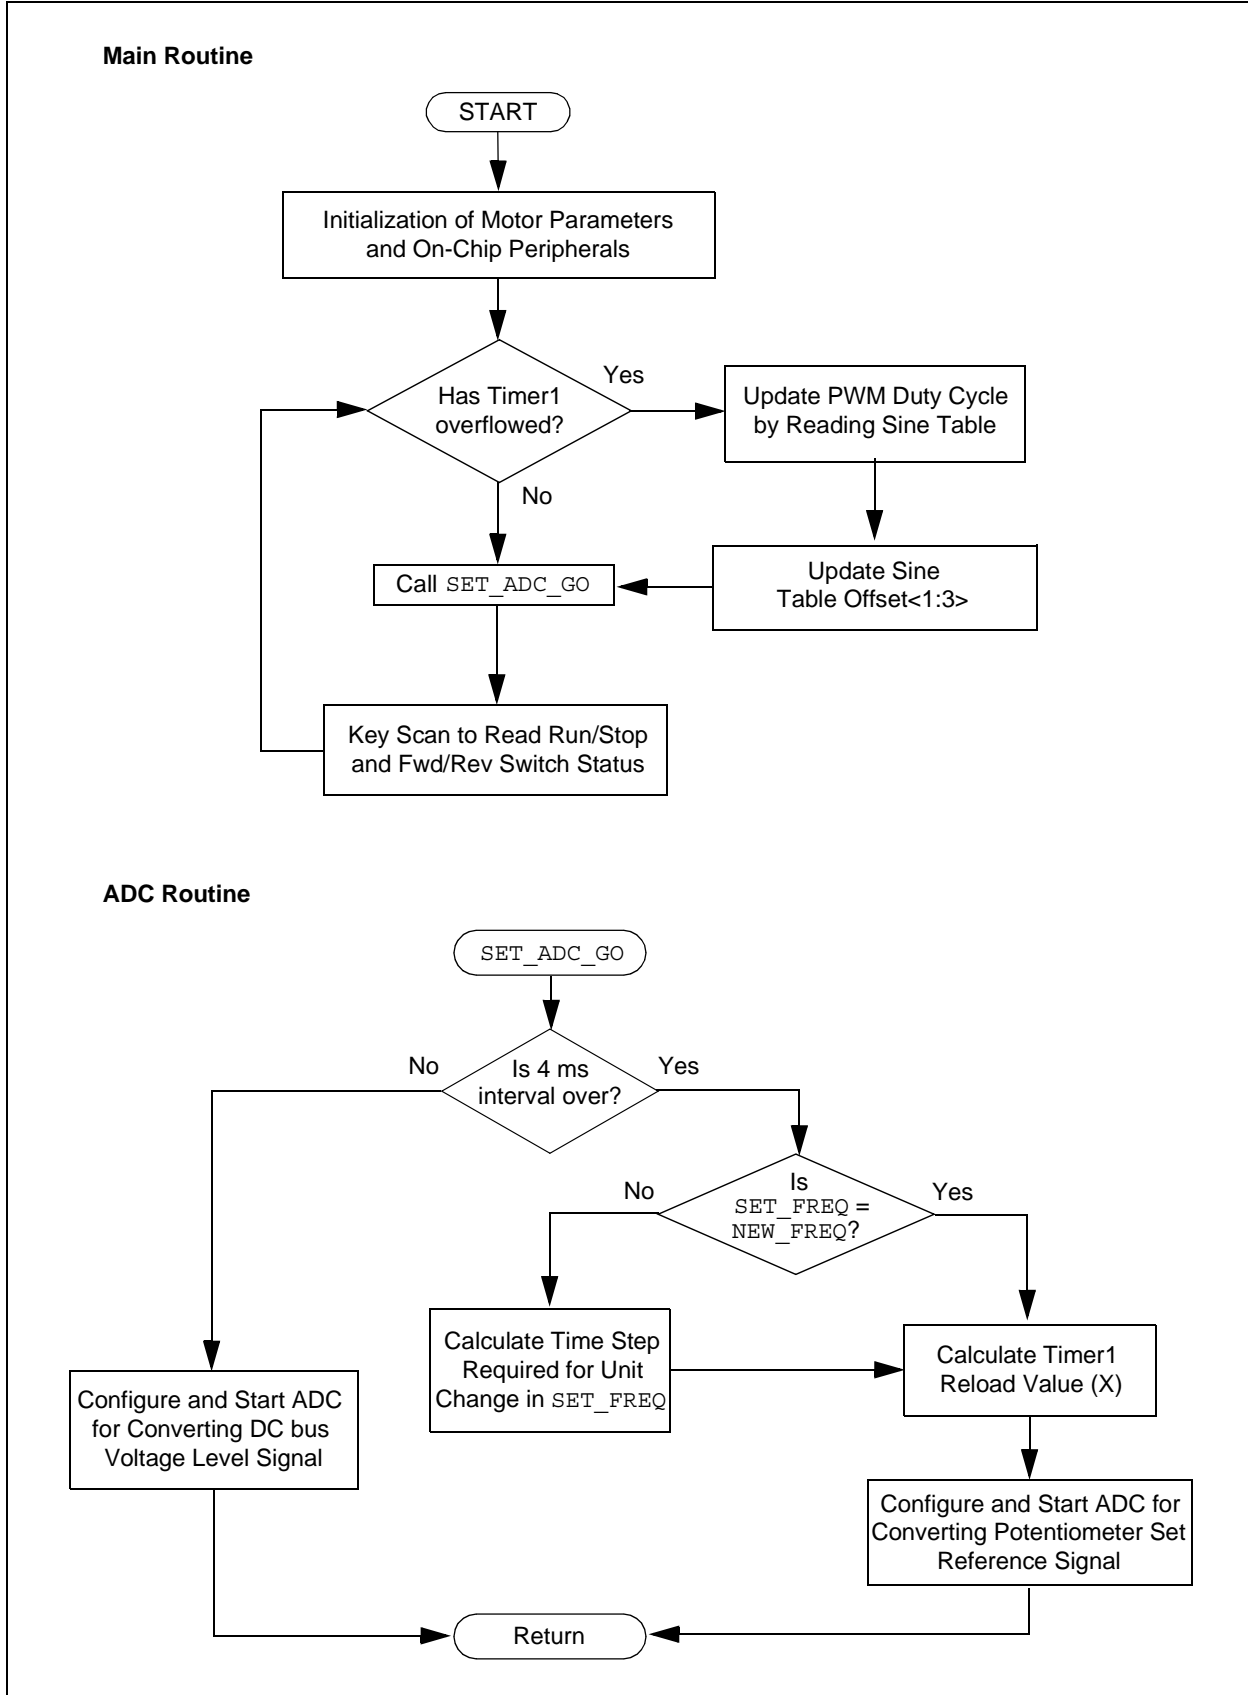 Main Routine
START
Initialization of Motor Parameters
and On-Chip Peripherals
Has Timer1
overflowed?
Yes
Update PWM Duty Cycle
by Reading Sine Table
No
Call SET_ADC_GO
Update Sine
Table Offset<1:3>
Key Scan to Read Run/Stop
and Fwd/Rev Switch Status
ADC Routine
SET_ADC_GO
No
Is 4 ms
interval over?
Yes
No
Is
SET_FREQ =
NEW_FREQ?
Yes
Calculate Time Step
Required for Unit
Change in SET_FREQ
Calculate Timer1
Reload Value (X)
Configure and Start ADC
for Converting DC bus
Voltage Level Signal
Configure and Start ADC for
Converting Potentiometer Set
Reference Signal
Return